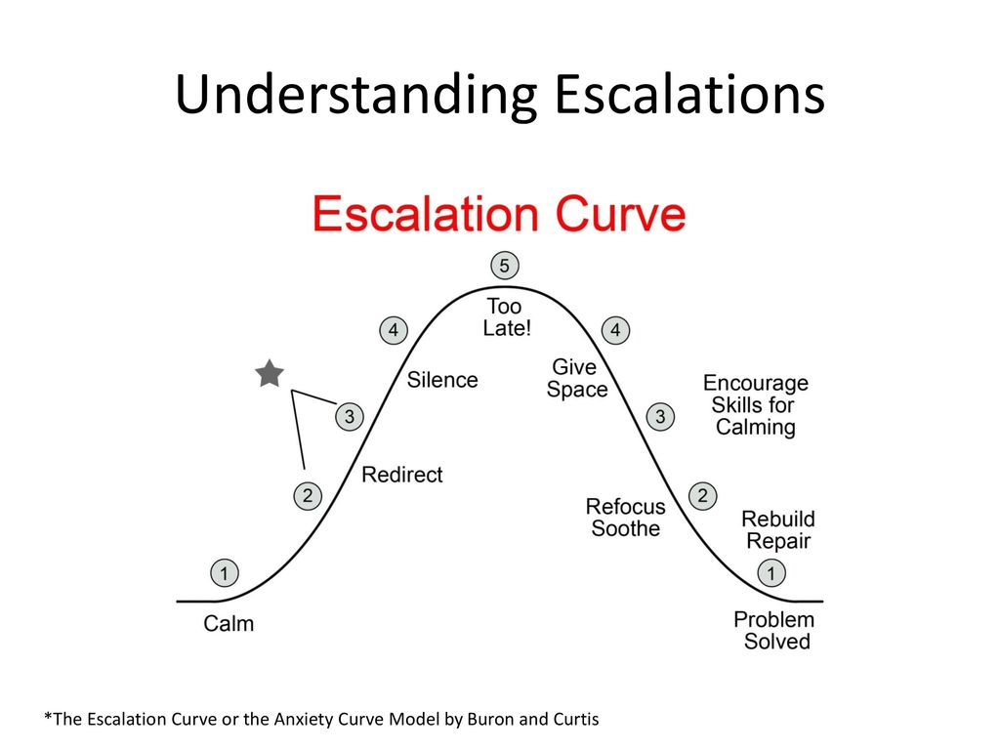 Understanding Escalations
Escalation Curve
5
Too
Late!
4
4
Silence
Give
Space
Encourage
Skills for
Calming
3
3
Redirect
2
2
Refocus
Soothe
Rebuild
Repair
1
1
Calm
Problem
Solved
*The Escalation Curve or the Anxiety Curve Model by Buron and Curtis